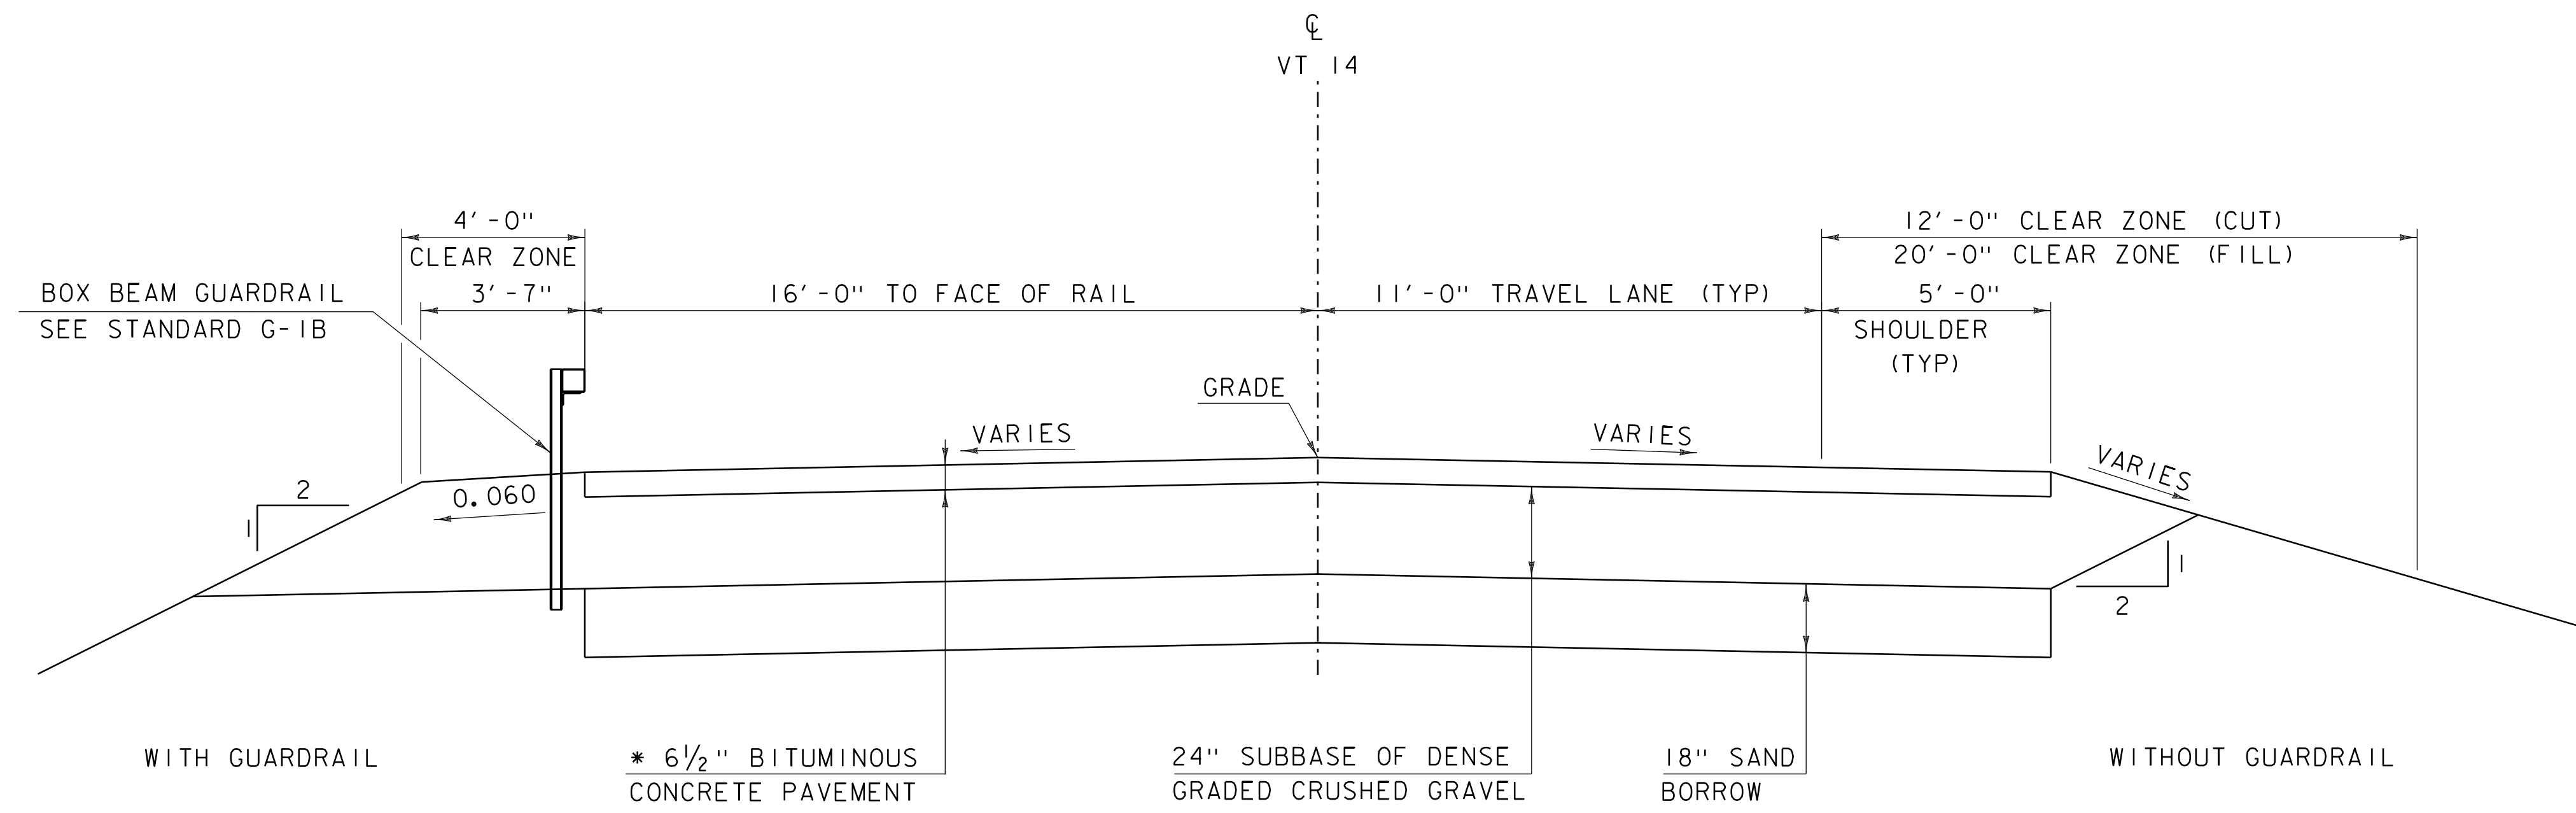 ℄
VT 14
4'-0"
CLEAR ZONE
12'-0" CLEAR ZONE (CUT)
20'-0" CLEAR ZONE (FILL)
BOX BEAM GUARDRAIL
SEE STANDARD G-1B
3'-7"
16'-0" TO FACE OF RAIL
11'-0" TRAVEL LANE (TYP)
5'-0"
SHOULDER
(TYP)
GRADE
VARIES
VARIES
VARIES
2
1
0.060
1
2
WITH GUARDRAIL
* 6½" BITUMINOUS
CONCRETE PAVEMENT
24" SUBBASE OF DENSE
GRADED CRUSHED GRAVEL
18" SAND
BORROW
WITHOUT GUARDRAIL